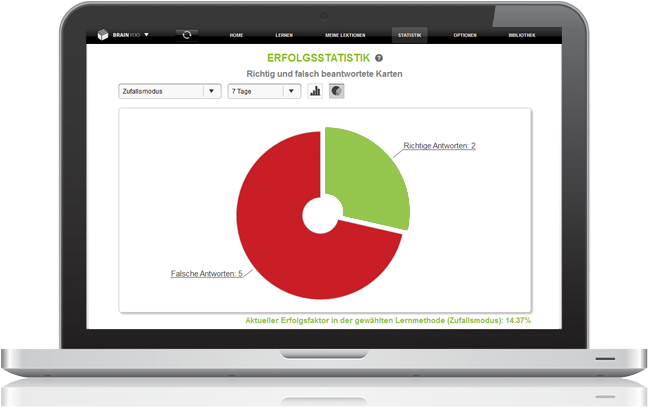 BRAINYOO HOME LERNEN MEINE LEKTIONEN STATISTIK OPTIONEN BIBLIOTHEK
ERFOLGSSTATISTIK ?
Richtig und falsch beantwortete Karten
Zufallsmodus 7 Tage
Richtige Antworten: 2
Falsche Antworten: 5
Aktueller Erfolgsfaktor in der gewählten Lernmethode (Zufallsmodus): 14.37%